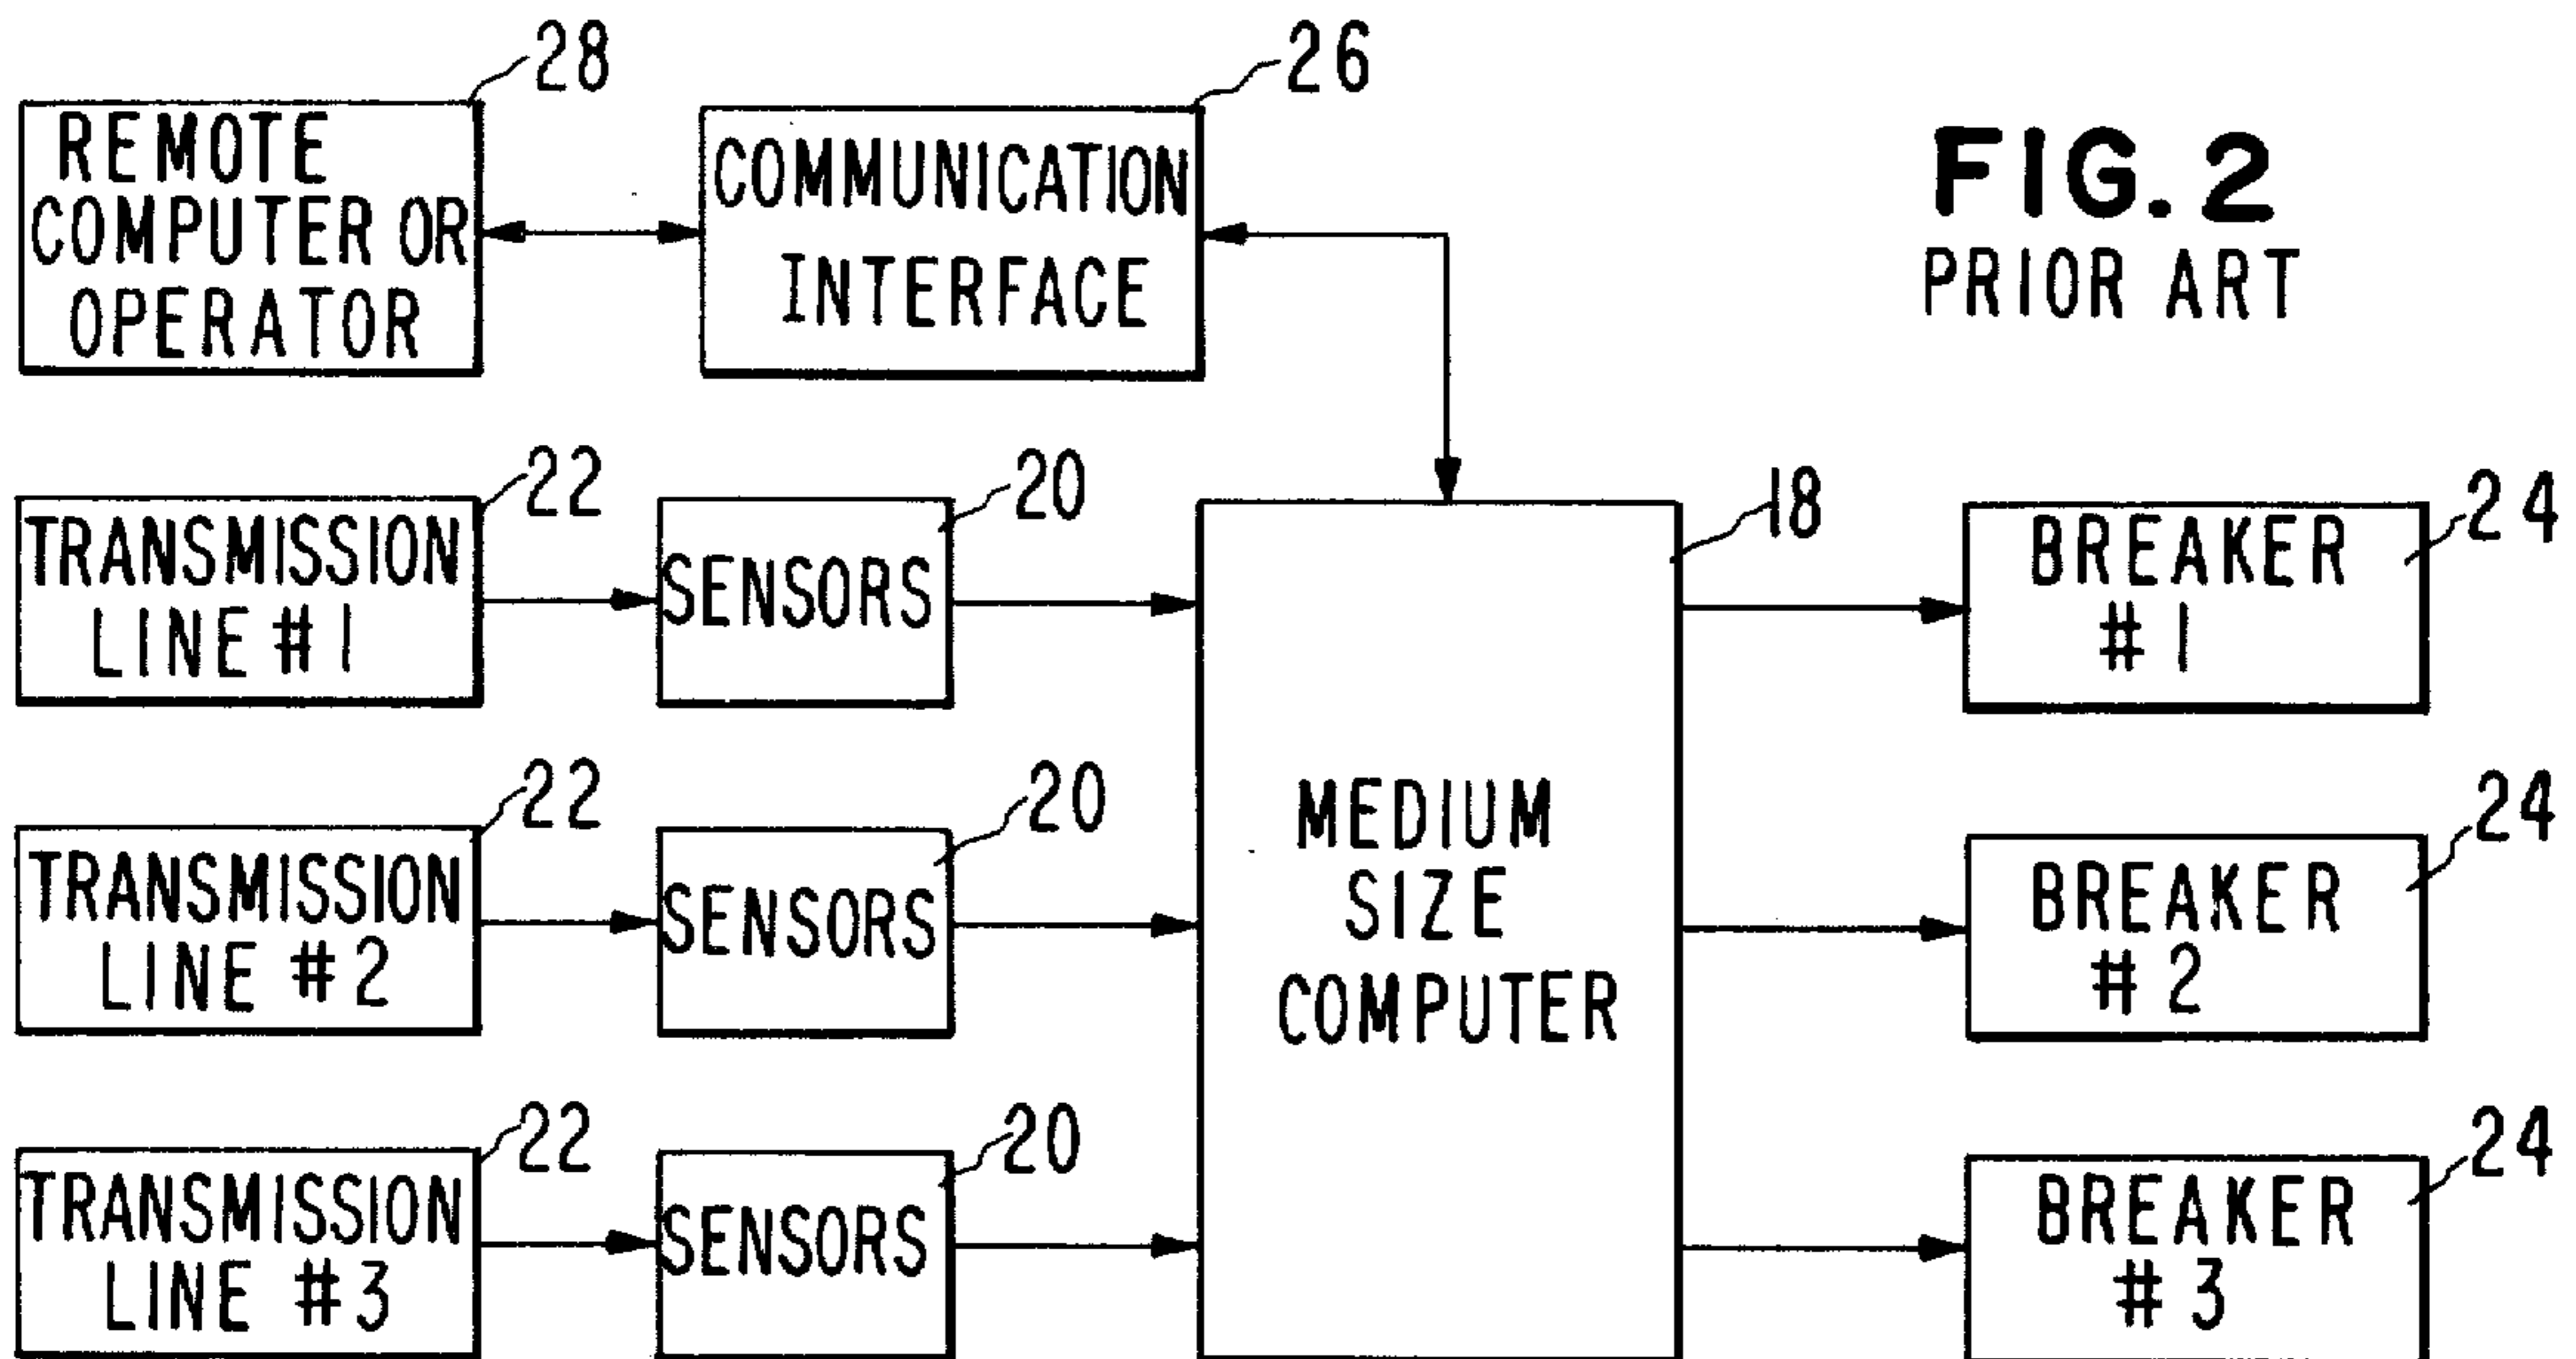 28
26
REMOTE
COMPUTER OR
OPERATOR
COMMUNICATION
INTERFACE
FIG. 2
PRIOR ART
22
20
18
24
TRANSMISSION
LINE #1
SENSORS
BREAKER
#1
22
20
24
TRANSMISSION
LINE #2
SENSORS
MEDIUM
SIZE
COMPUTER
BREAKER
#2
22
20
24
TRANSMISSION
LINE #3
SENSORS
BREAKER
#3